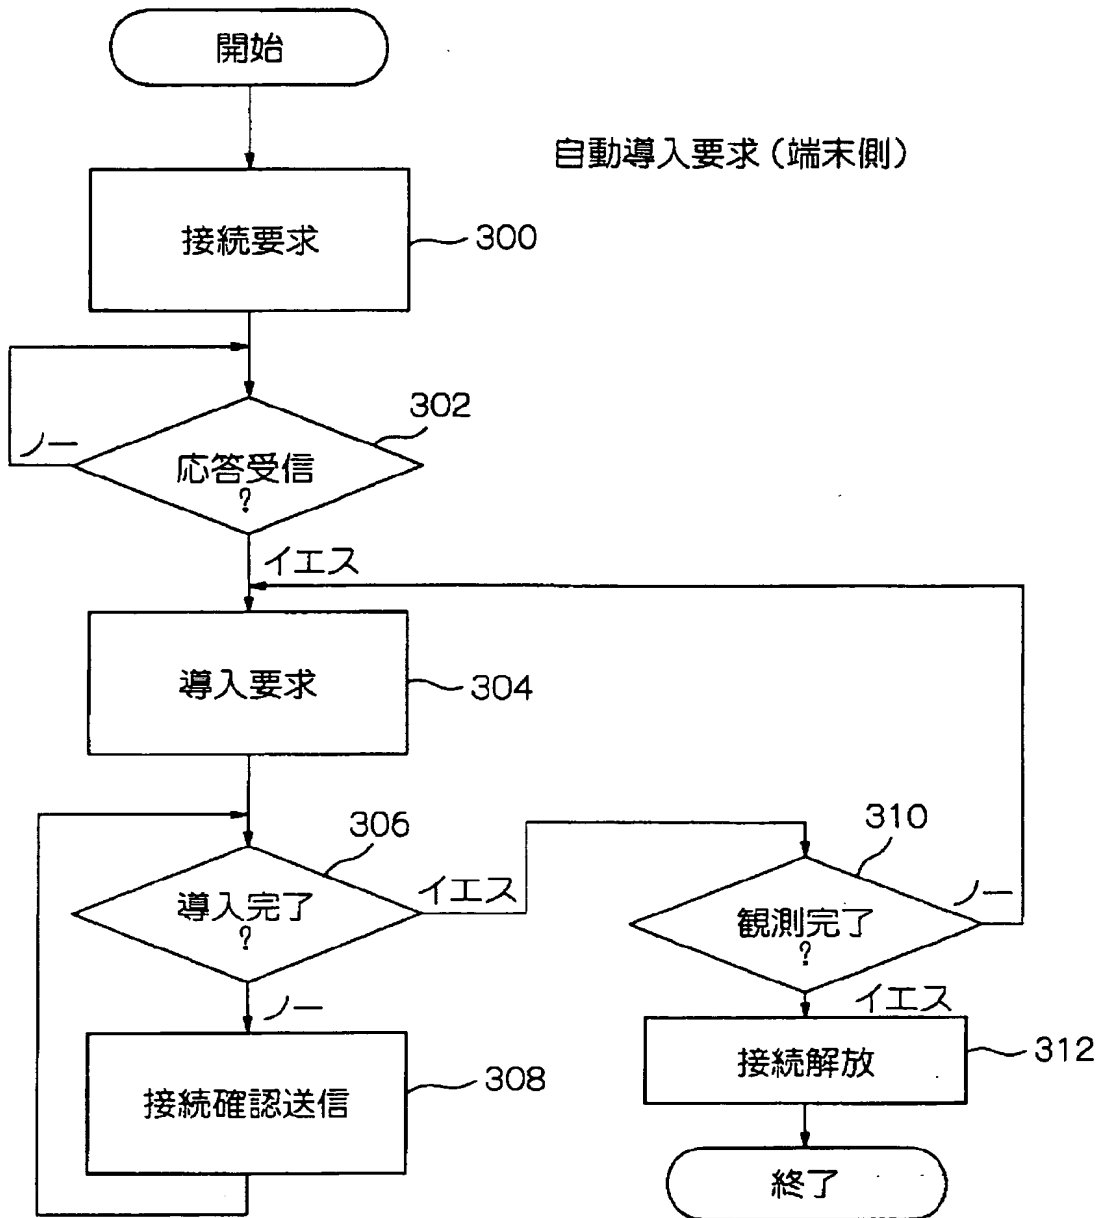 開始
自動導入要求(端末側)
接続要求
300
302
ノー
応答受信
?
イエス
導入要求
304
306
導入完了
?
イエス
310
観測完了
?
ノー
ノー
イエス
接続確認送信
308
接続解放
312
終了